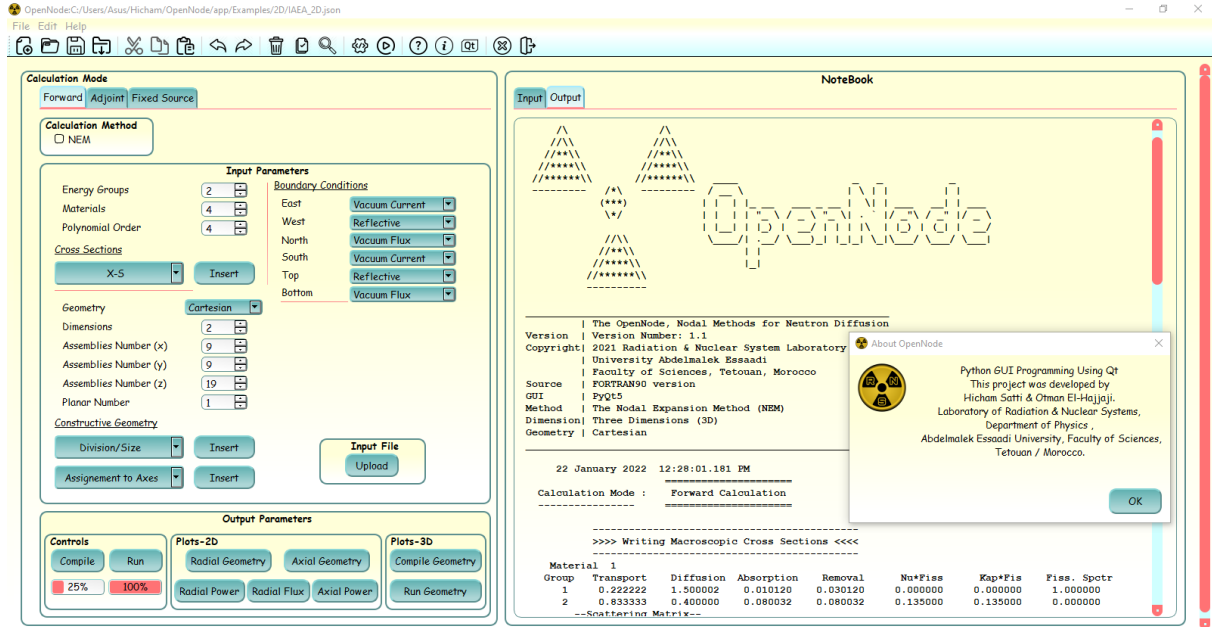 OpenNode:C:/Users/Asus/Hicham/OpenNode/app/Examples/2D/IAEA_2D.json
File Edit Help
Calculation Mode
Forward
Adjoint
Fixed Source
Calculation Method
NEM
Input Parameters
Energy Groups 2
Materials 4
Polynomial Order 4
Cross Sections
X-S Insert
Boundary Conditions
East Vacuum Current
West Reflective
North Vacuum Flux
South Vacuum Current
Top Reflective
Bottom Vacuum Flux
Geometry Cartesian
Dimensions 2
Assemblies Number (x) 9
Assemblies Number (y) 9
Assemblies Number (z) 19
Planar Number 1
Constructive Geometry
Division/Size Insert
Assignement to Axes Insert
Input File
Upload
Output Parameters
Controls
Compile Run
25% 100%
Plots-2D
Radial Geometry Axial Geometry
Radial Power Radial Flux Axial Power
Plots-3D
Compile Geometry
Run Geometry
NoteBook
Input Output
OpenNode
| The OpenNode, Nodal Methods for Neutron Diffusion
Version | Version Number: 1.1
Copyright| 2021 Radiation & Nuclear System Laboratory
| University Abdelmalek Essaadi
| Faculty of Sciences, Tetouan, Morocco
Source | FORTRAN90 version
GUI | PyQt5
Method | The Nodal Expansion Method (NEM)
Dimension| Three Dimensions (3D)
Geometry | Cartesian
22 January 2022 12:28:01.181 PM
Calculation Mode : Forward Calculation
>>>> Writing Macroscopic Cross Sections <<<<
Material 1
Group Transport Diffusion Absorption Removal Nu*Fiss Kap*Fis Fiss. Spctr
1 0.222222 1.500002 0.010120 0.030120 0.000000 0.000000 1.000000
2 0.833333 0.400000 0.080032 0.080032 0.135000 0.135000 0.000000
--Scattering Matrix--
About OpenNode
R N S
Python GUI Programming Using Qt
This project was developed by
Hicham Satti & Otman El-Hajjaji.
Laboratory of Radiation & Nuclear Systems,
Department of Physics ,
Abdelmalek Essaadi University, Faculty of Sciences,
Tetouan / Morocco.
OK